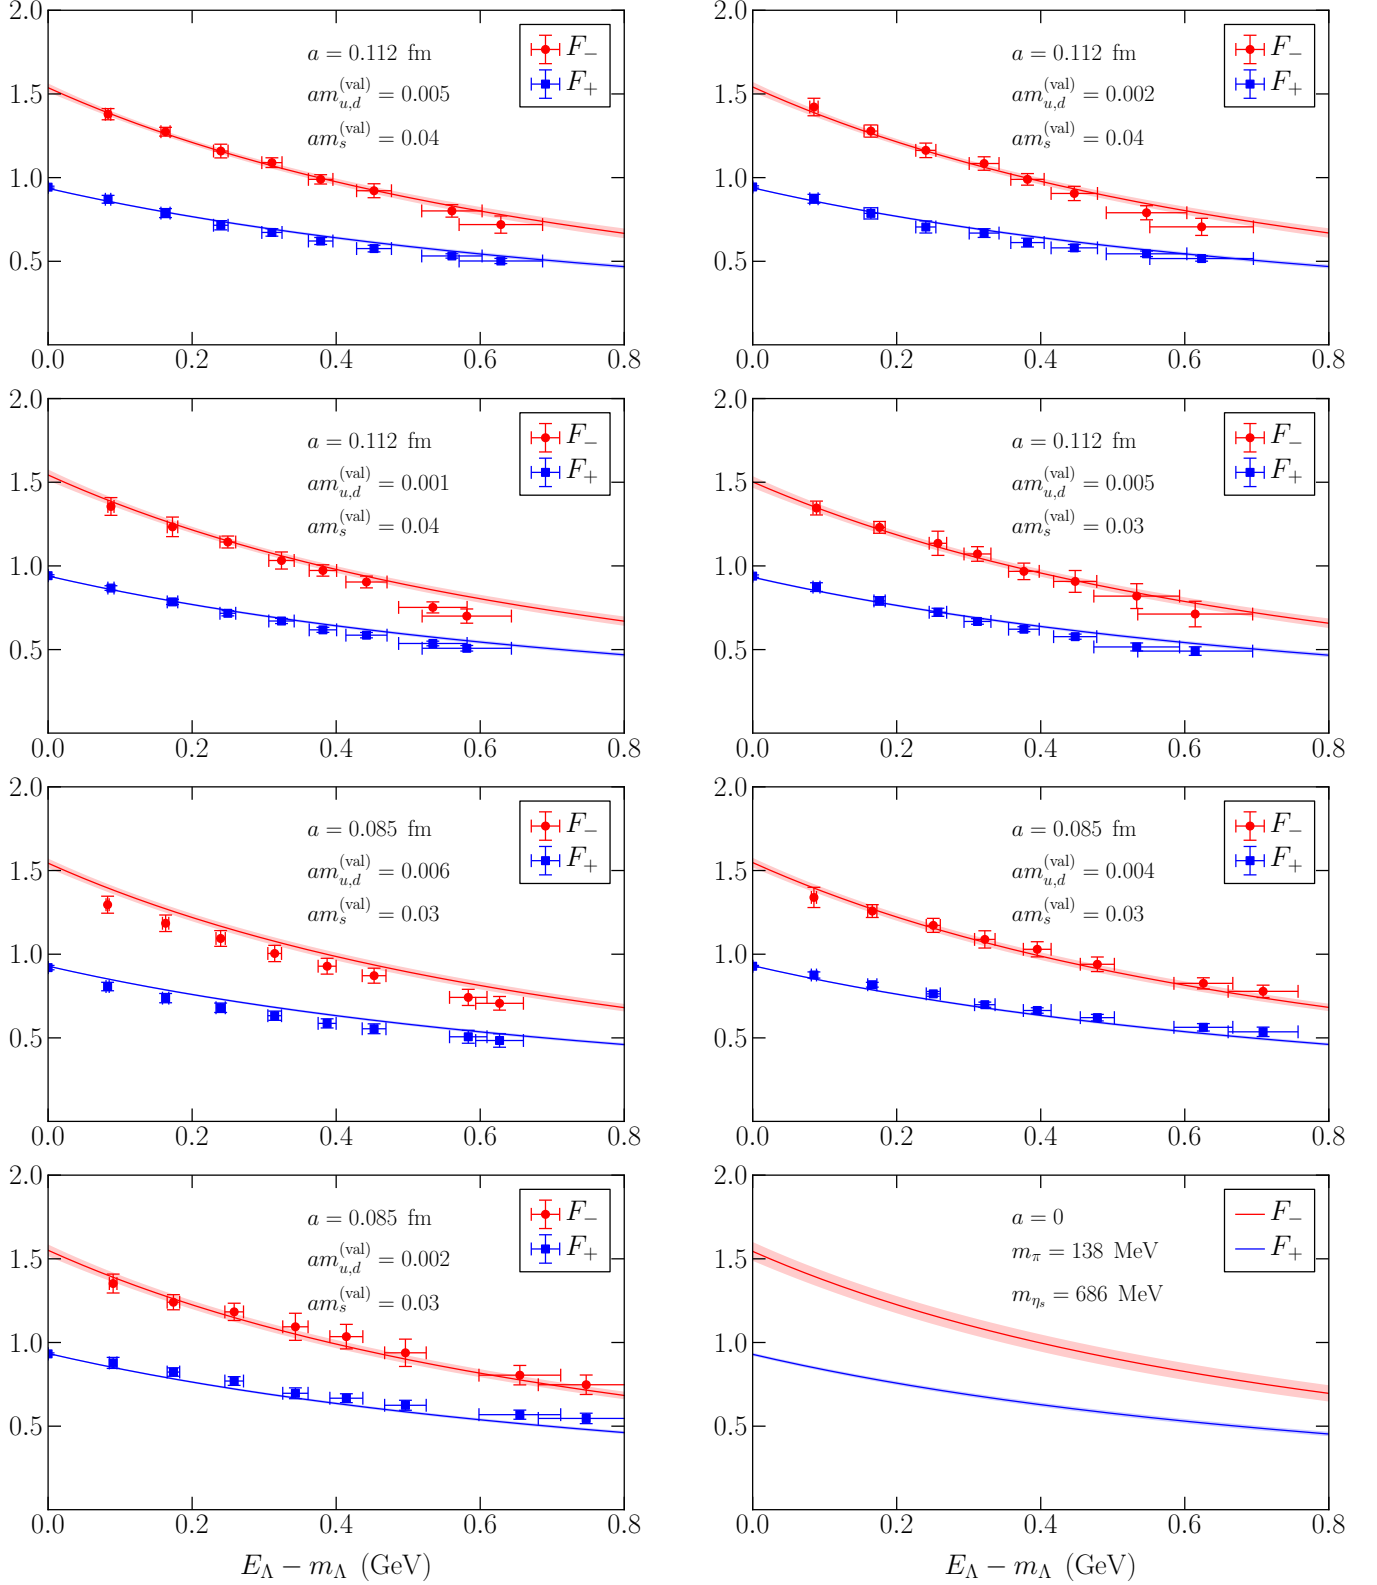 2.0
1.5
1.0
0.5
0.0 0.2 0.4 0.6 0.8
a = 0.112 fm
am_{u,d}^{(val)} = 0.005
am_s^{(val)} = 0.04
F_−
F_+
2.0
1.5
1.0
0.5
0.0 0.2 0.4 0.6 0.8
a = 0.112 fm
am_{u,d}^{(val)} = 0.002
am_s^{(val)} = 0.04
F_−
F_+
2.0
1.5
1.0
0.5
0.0 0.2 0.4 0.6 0.8
a = 0.112 fm
am_{u,d}^{(val)} = 0.001
am_s^{(val)} = 0.04
F_−
F_+
2.0
1.5
1.0
0.5
0.0 0.2 0.4 0.6 0.8
a = 0.112 fm
am_{u,d}^{(val)} = 0.005
am_s^{(val)} = 0.03
F_−
F_+
2.0
1.5
1.0
0.5
0.0 0.2 0.4 0.6 0.8
a = 0.085 fm
am_{u,d}^{(val)} = 0.006
am_s^{(val)} = 0.03
F_−
F_+
2.0
1.5
1.0
0.5
0.0 0.2 0.4 0.6 0.8
a = 0.085 fm
am_{u,d}^{(val)} = 0.004
am_s^{(val)} = 0.03
F_−
F_+
2.0
1.5
1.0
0.5
0.0 0.2 0.4 0.6 0.8
a = 0.085 fm
am_{u,d}^{(val)} = 0.002
am_s^{(val)} = 0.03
F_−
F_+
E_Λ − m_Λ (GeV)
2.0
1.5
1.0
0.5
0.0 0.2 0.4 0.6 0.8
a = 0
m_π = 138 MeV
m_{η_s} = 686 MeV
F_−
F_+
E_Λ − m_Λ (GeV)